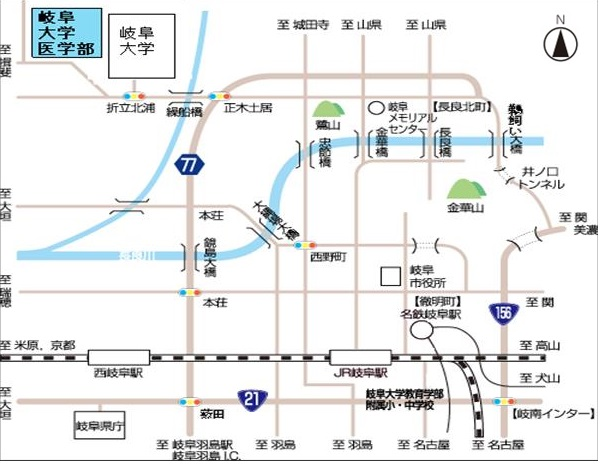 岐阜
大学
医学部
岐阜
大学
至 揖斐
至 城田寺
至 山県
至 山県
N
折立北浦
繰船橋
正木土居
鷺山
岐阜
メモリアル
センター
【長良北町】
鵜飼い大橋
忠節橋
金華橋
長良橋
井ノ口
トンネル
77
金華山
至 大垣
本荘
大縄場大橋
至 関
美濃
長良川
鏡島大橋
西野町
岐阜
市役所
至 瑞穂
本荘
【徹明町】
名鉄岐阜駅
156
至 関
至 米原，京都
西岐阜駅
JR岐阜駅
至 高山
至 犬山
至 大垣
薮田
21
岐阜大学教育学部
附属小・中学校
【岐南インター】
岐阜県庁
至 岐阜羽島駅
岐阜羽島 I.C.
至 羽島
至 羽島
至 名古屋
至 名古屋